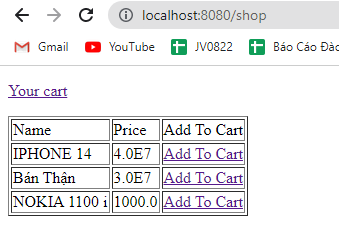 localhost:8080/shop
Gmail YouTube JV0822 Báo Cáo Đào
Your cart
Name Price Add To Cart
IPHONE 14 4.0E7 Add To Cart
Bán Thận 3.0E7 Add To Cart
NOKIA 1100 i 1000.0 Add To Cart